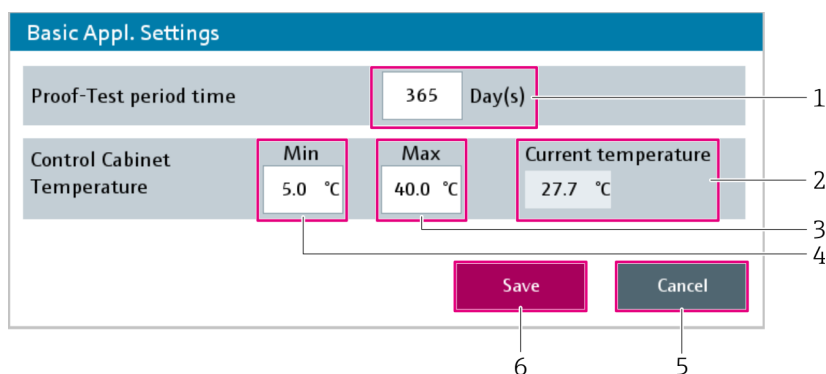 Basic Appl. Settings
Proof-Test period time 365 Day(s) 1
Min Max Current temperature
Control Cabinet Temperature 5.0 °C 40.0 °C 27.7 °C 2
3
4
Save Cancel
6 5